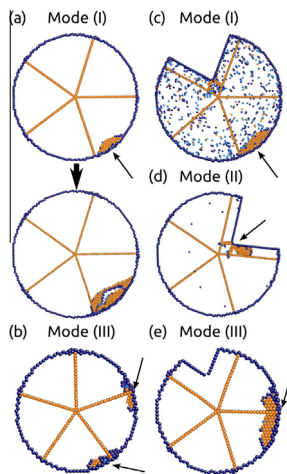 (a) Mode (I)
(c) Mode (I)
(d) Mode (II)
(b) Mode (III)
(e) Mode (III)